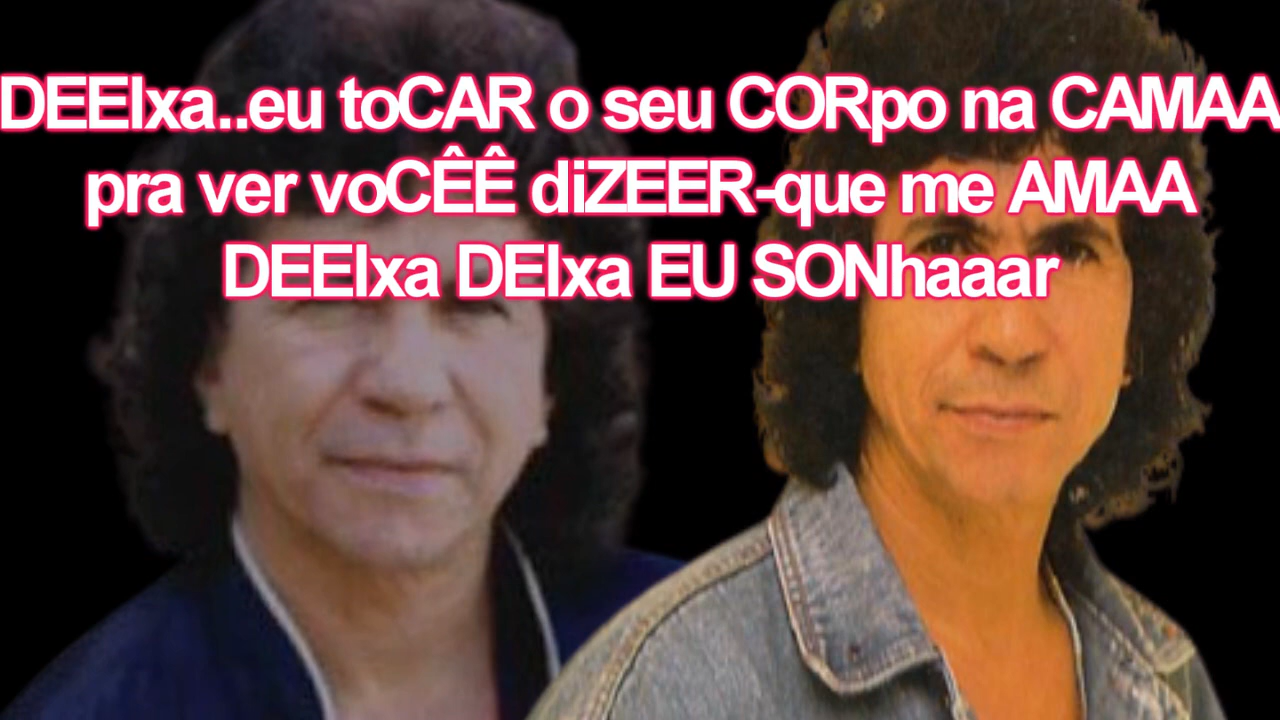 DEEIxa..eu toCAR o seu CORpo na CAMAA
pra ver voCÊÊ diZEER-que me AMAA
DEEIxa DEIxa EU SONhaaar